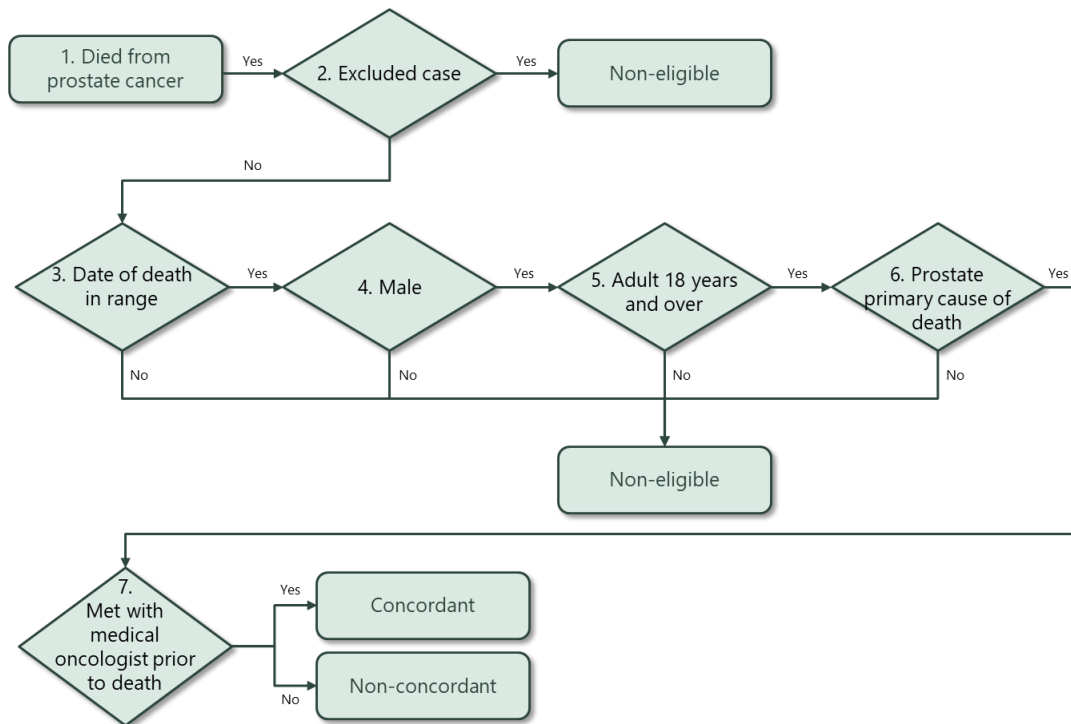 1. Died from
prostate cancer
Yes
2. Excluded case
Yes
Non-eligible
No
3. Date of death
in range
Yes
4. Male
Yes
5. Adult 18 years
and over
Yes
6. Prostate
primary cause of
death
Yes
No
No
No
No
Non-eligible
7.
Met with
medical
oncologist prior
to death
Yes
Concordant
No
Non-concordant